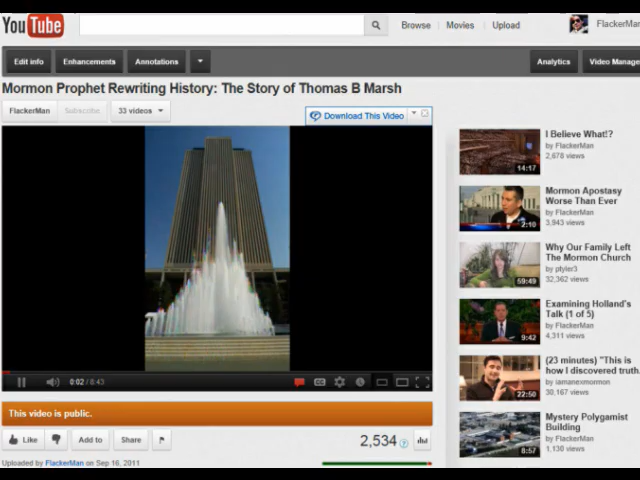 YouTube
Browse
Movies
Upload
FlackerMan
Edit info
Enhancements
Annotations
Analytics
Video Manage
Mormon Prophet Rewriting History: The Story of Thomas B Marsh
FlackerMan
Subscribe
33 videos
Download This Video
0:02 / 8:43
This video is public.
Like
Add to
Share
2,534
Uploaded by FlackerMan on Sep 16, 2011
14:17
I Believe What!?
by FlackerMan
2,678 views
2:10
Mormon Apostasy
Worse Than Ever
by FlackerMan
3,943 views
59:49
Why Our Family Left
The Mormon Church
by ptyler3
32,362 views
9:42
Examining Holland's
Talk (1 of 5)
by FlackerMan
4,311 views
22:50
(23 minutes) "This is
how I discovered truth.
by iamanexmormon
30,167 views
8:57
Mystery Polygamist
Building
by FlackerMan
1,130 views